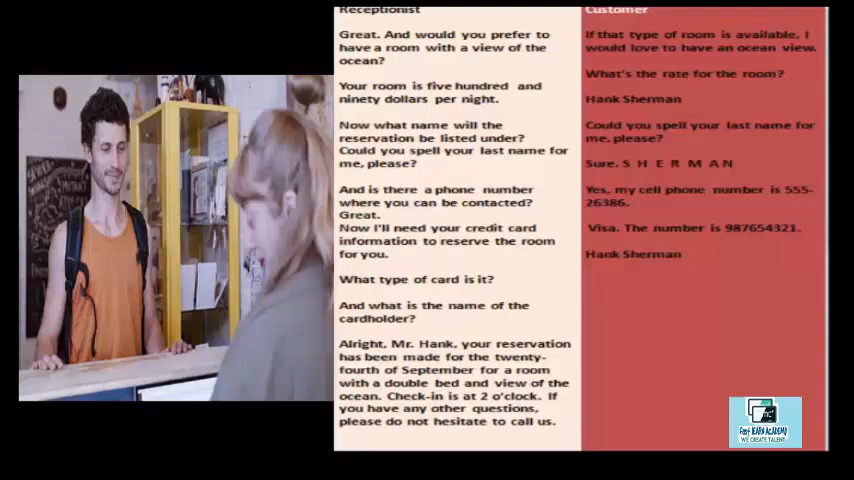 Receptionist
Great. And would you prefer to
have a room with a view of the
ocean?
Your room is five hundred and
ninety dollars per night.
Now what name will the
reservation be listed under?
Could you spell your last name for
me, please?
And is there a phone number
where you can be contacted?
Great.
Now I'll need your credit card
information to reserve the room
for you.
What type of card is it?
And what is the name of the
cardholder?
Alright, Mr. Hank, your reservation
has been made for the twenty-
fourth of September for a room
with a double bed and view of the
ocean. Check-in is at 2 o'clock. If
you have any other questions,
please do not hesitate to call us.
Customer
If that type of room is available, I
would love to have an ocean view.
What's the rate for the room?
Hank Sherman
Could you spell your last name for
me, please?
Sure. S H E R M A N
Yes, my cell phone number is 555-
26386.
Visa. The number is 987654321.
Hank Sherman
Fast LEARN ACADEMY
WE CREATE TALENT